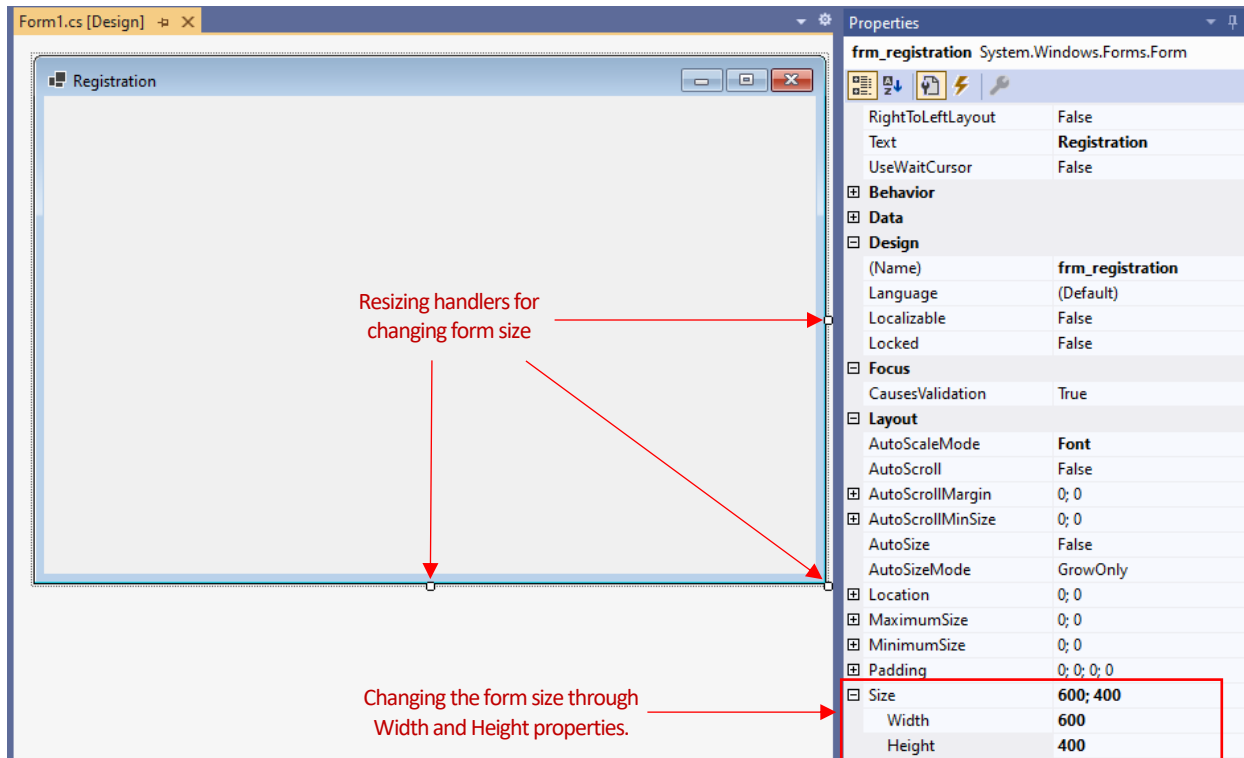 Form1.cs [Design]
Registration
Resizing handlers for
changing form size
Changing the form size through
Width and Height properties.
Properties
frm_registration System.Windows.Forms.Form
RightToLeftLayout False
Text Registration
UseWaitCursor False
Behavior
Data
Design
(Name) frm_registration
Language (Default)
Localizable False
Locked False
Focus
CausesValidation True
Layout
AutoScaleMode Font
AutoScroll False
AutoScrollMargin 0; 0
AutoScrollMinSize 0; 0
AutoSize False
AutoSizeMode GrowOnly
Location 0; 0
MaximumSize 0; 0
MinimumSize 0; 0
Padding 0; 0; 0; 0
Size 600; 400
Width 600
Height 400